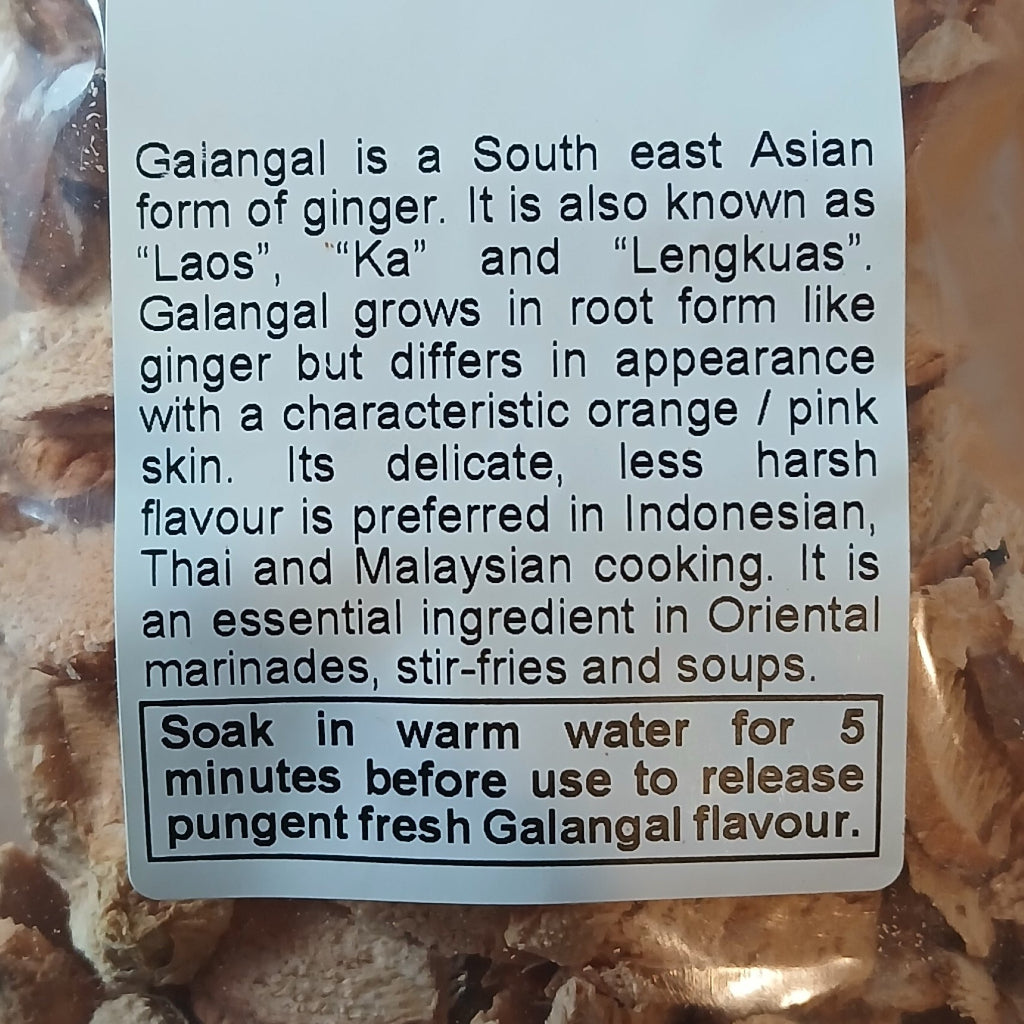 Galangal is a South east Asian
form of ginger. It is also known as
“Laos”, “Ka” and “Lengkuas”.
Galangal grows in root form like
ginger but differs in appearance
with a characteristic orange / pink
skin. Its delicate, less harsh
flavour is preferred in Indonesian,
Thai and Malaysian cooking. It is
an essential ingredient in Oriental
marinades, stir-fries and soups.
Soak in warm water for 5
minutes before use to release
pungent fresh Galangal flavour.